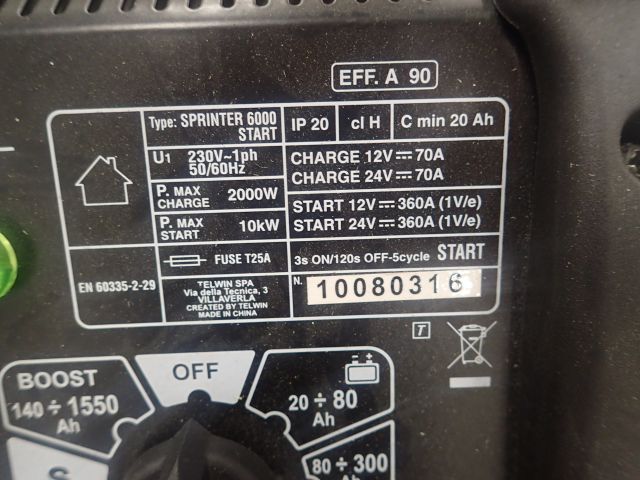 EFF. A 90
Type: SPRINTER 6000
START
IP 20
cl H
C min 20 Ah
U1 230V~1ph
50/60Hz
CHARGE 12V⎓70A
CHARGE 24V⎓70A
P. MAX
CHARGE 2000W
START 12V⎓360A (1V/e)
START 24V⎓360A (1V/e)
P. MAX
START 10kW
FUSE T25A
3s ON/120s OFF-5cycle START
EN 60335-2-29
TELWIN SPA
Via della Tecnica, 3
VILLAVERLA
CREATED BY TELWIN
MADE IN CHINA
N. 10080316
T
BOOST
140÷1550
Ah
OFF
- +
20÷80
Ah
80÷300
Ah
S